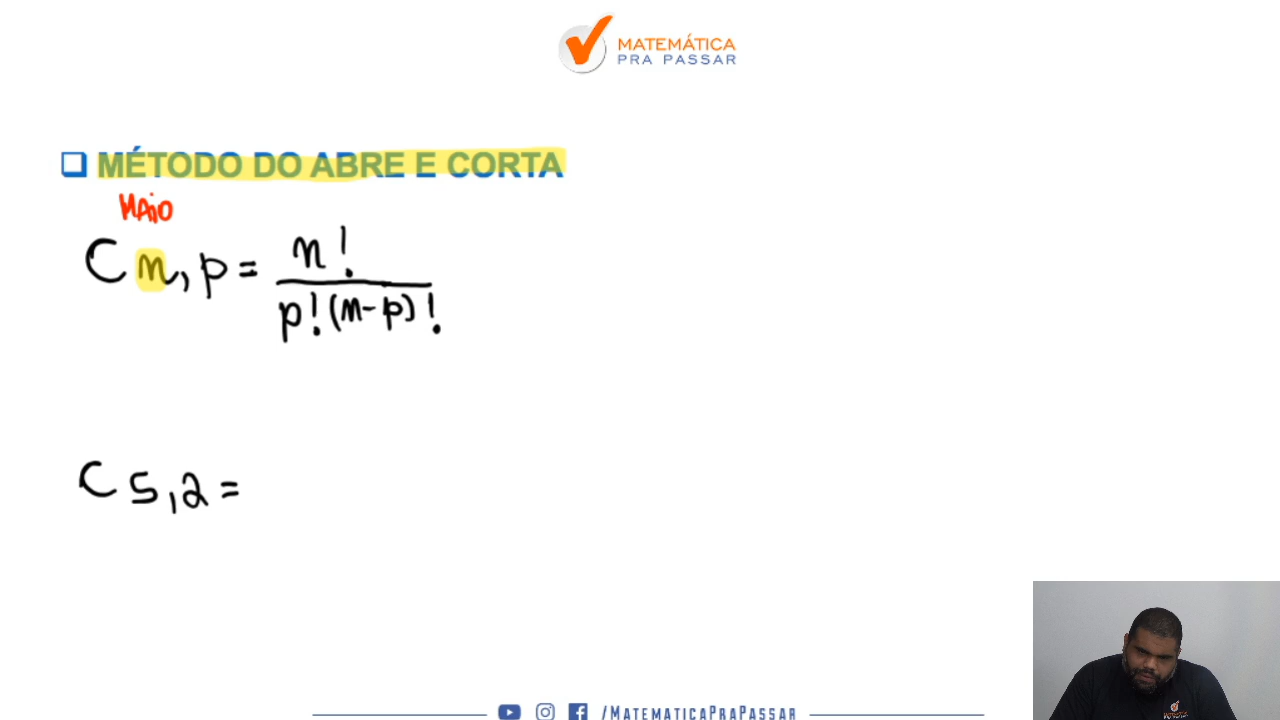 MATEMÁTICA
PRA PASSAR
MÉTODO DO ABRE E CORTA
MAIO
C n, p = n!
p! (n - p)!
C 5, 2 =
/MATEMATICAPRAPASSAR